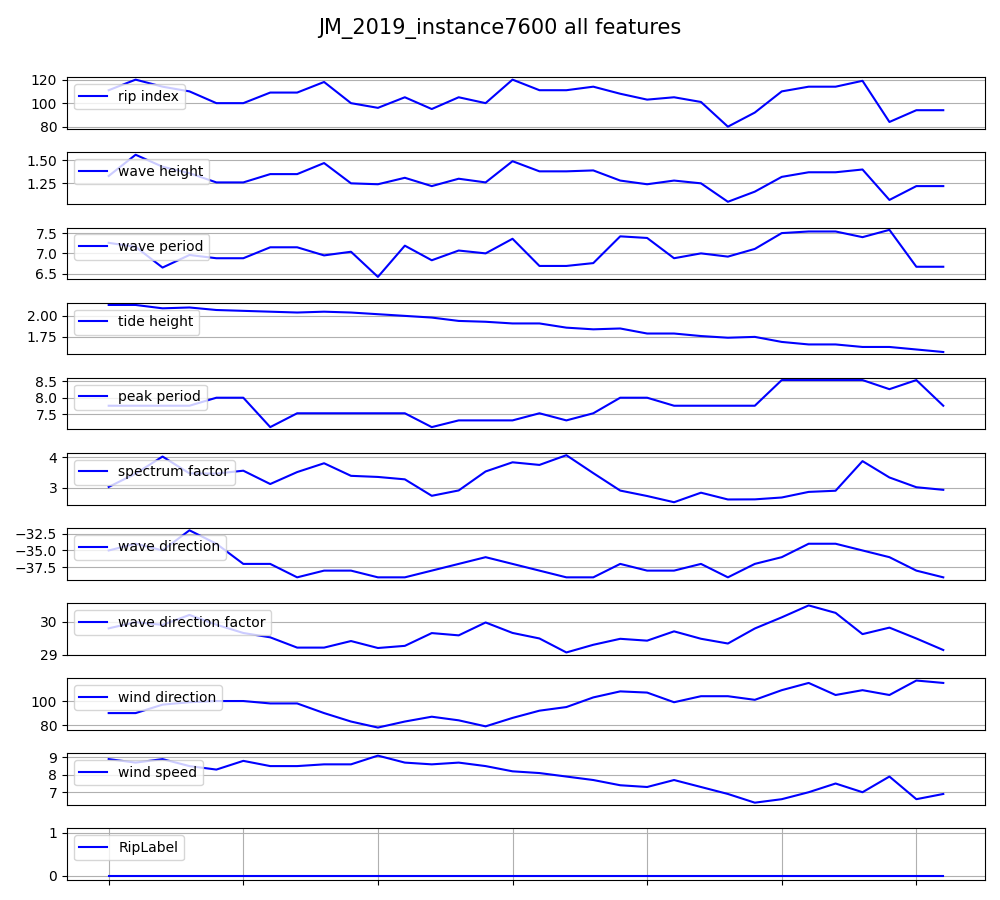 JM_2019_instance7600 all features
120
100
80
rip index
1.50
1.25
wave height
7.5
7.0
6.5
wave period
2.00
1.75
tide height
8.5
8.0
7.5
peak period
4
3
spectrum factor
−32.5
−35.0
−37.5
wave direction
30
29
wave direction factor
100
80
wind direction
9
8
7
wind speed
1
0
RipLabel